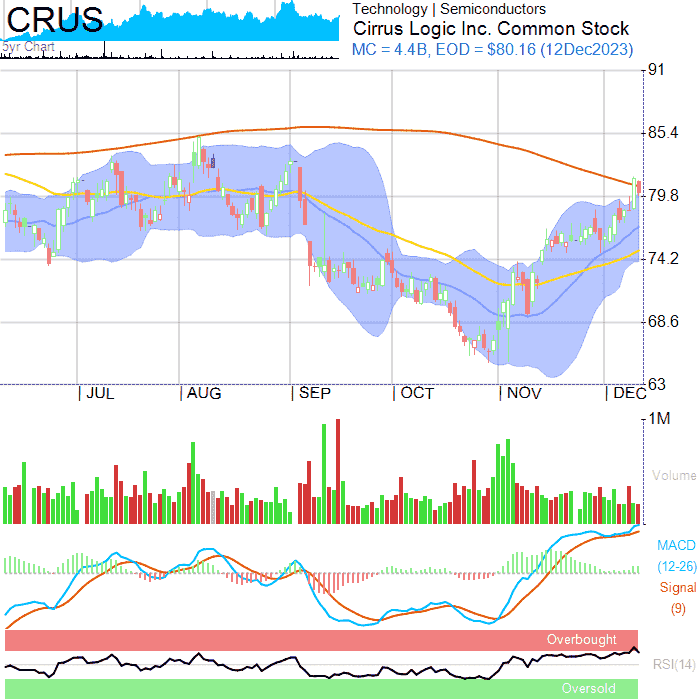 CRUS
5yr Chart
Technology | Semiconductors
Cirrus Logic Inc. Common Stock
MC = 4.4B, EOD = $80.16 (12Dec2023)
91
85.4
79.8
74.2
68.6
63
| JUL | AUG | SEP | OCT | NOV | DEC
1M
Volume
MACD
(12-26)
Signal
(9)
Overbought
RSI(14)
Oversold